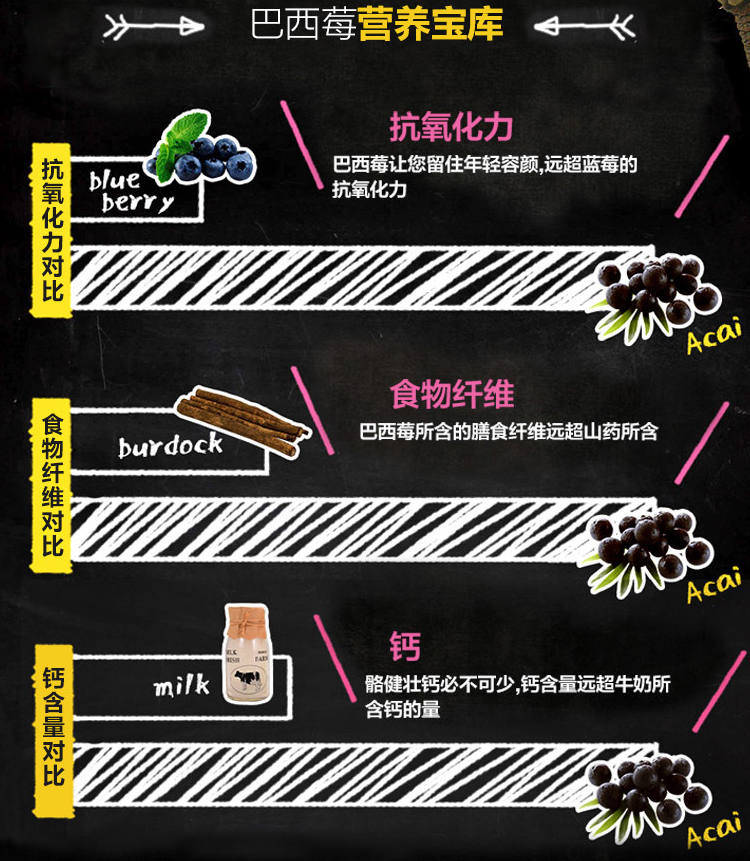 巴西莓营养宝库
抗氧化力
巴西莓让您留住年轻容颜,远超蓝莓的
抗氧化力
抗氧化力对比
blue
berry
Acai
食物纤维
巴西莓所含的膳食纤维远超山药所含
食物纤维对比
burdock
Acai
钙
骼健壮钙必不可少,钙含量远超牛奶所
含钙的量
钙含量对比
milk
FARM
Acai